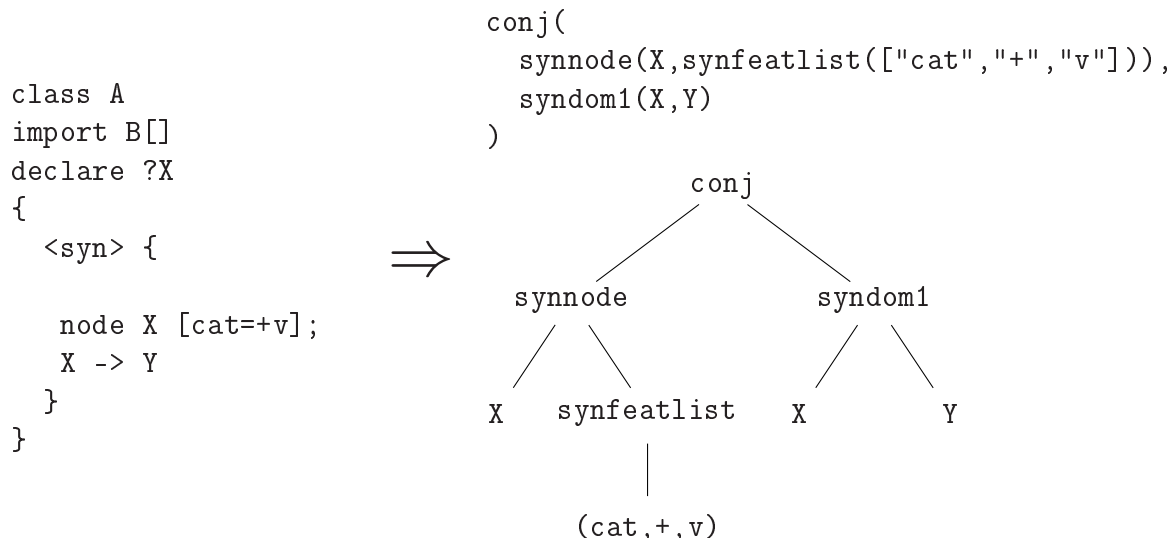 class A
import B[]
declare ?X
{
<syn> {
node X [cat=+v];
X -> Y
}
}
⇒
conj(
synnode(X,synfeatlist(["cat","+","v"])),
syndom1(X,Y)
)
conj
synnode syndom1
X synfeatlist X Y
(cat,+,v)